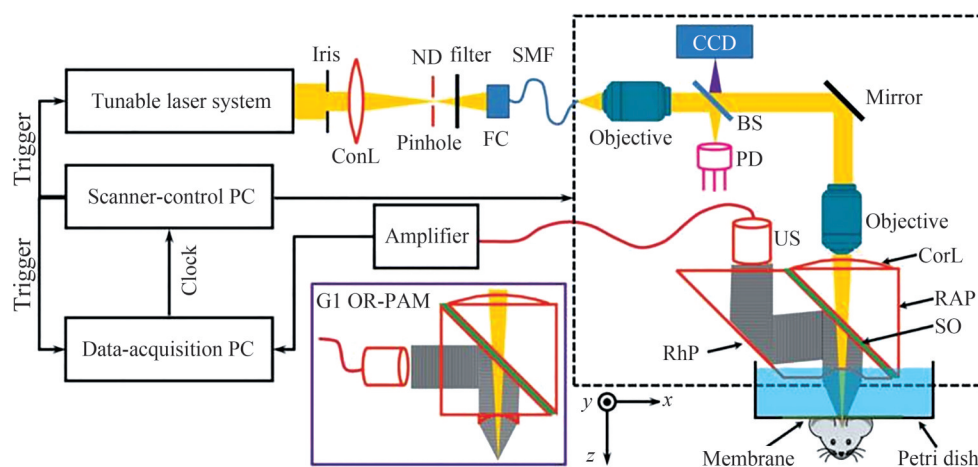 Iris
ND
filter
SMF
CCD
Tunable laser system
Mirror
ConL
Pinhole
FC
Objective
BS
PD
Trigger
Scanner-control PC
Amplifier
US
Objective
CorL
Trigger
Clock
G1 OR-PAM
RAP
SO
RhP
Data-acquisition PC
y
x
z
Membrane
Petri dish